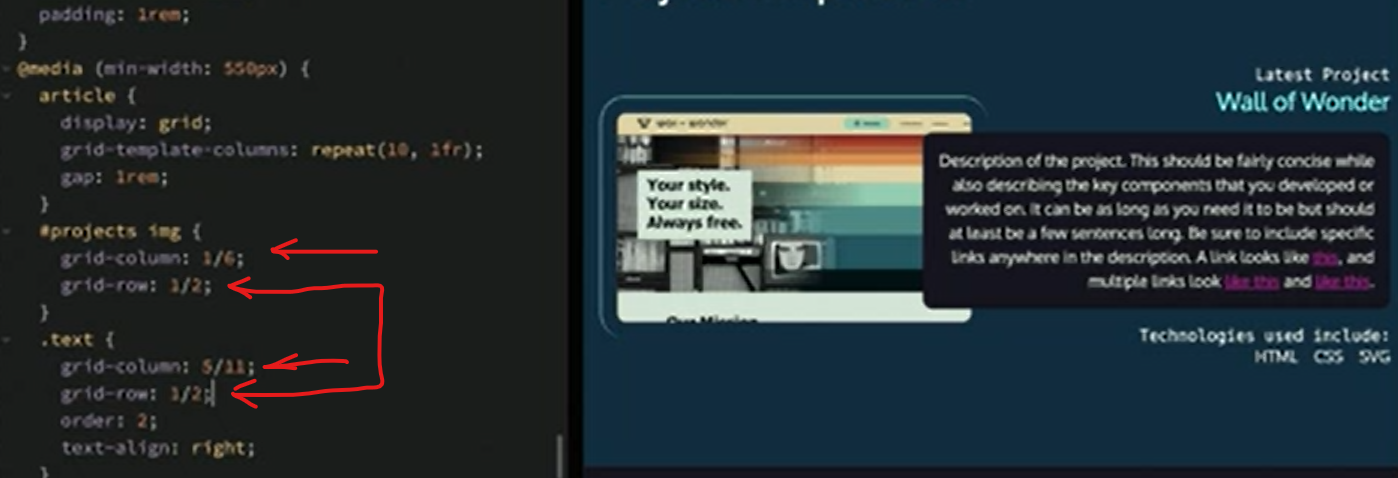 padding: 1rem;
}
@media (min-width: 550px) {
article {
display: grid;
grid-template-columns: repeat(10, 1fr);
gap: 1rem;
}
#projects img {
grid-column: 1/6;
grid-row: 1/2;
}
.text {
grid-column: 5/11;
grid-row: 1/2;
order: 2;
text-align: right;
}
Latest Project
Wall of Wonder
Your style.
Your size.
Always free.
Our Mission
Description of the project. This should be fairly concise while
also describing the key components that you developed or
worked on. It can be as long as you need it to be but should
at least be a few sentences long. Be sure to include specific
links anywhere in the description. A link looks like this, and
multiple links look like this and like this.
Technologies used include:
HTML CSS SVG